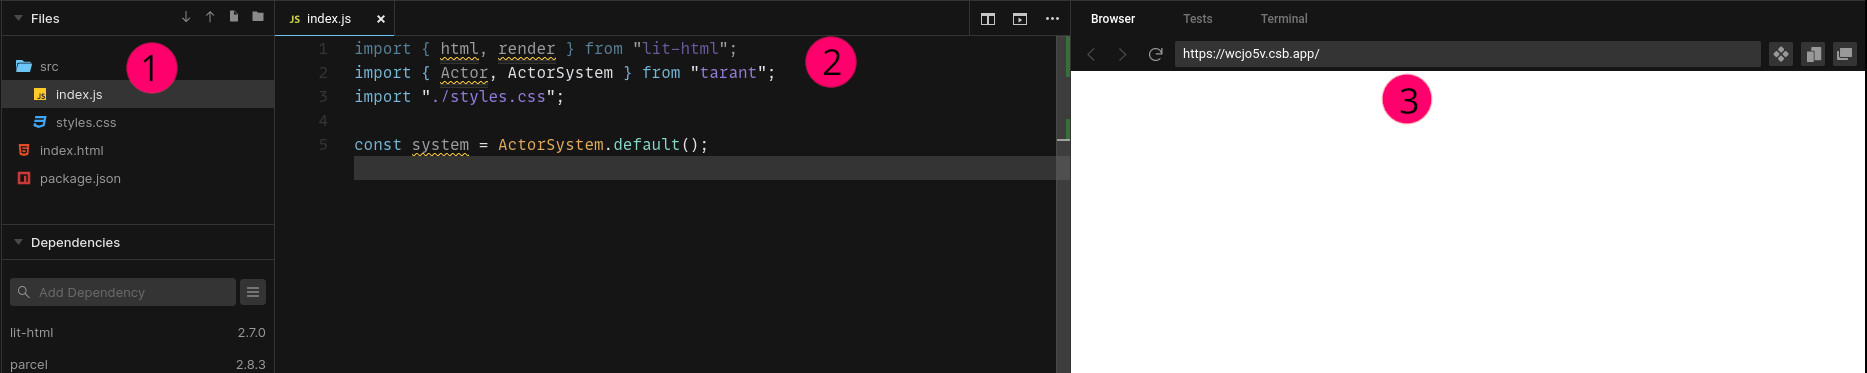 Files
1
src
index.js
styles.css
index.html
package.json
Dependencies
Add Dependency
lit-html 2.7.0
parcel 2.8.3
JS index.js ×
2
1 import { html, render } from "lit-html";
2 import { Actor, ActorSystem } from "tarant";
3 import "./styles.css";
4
5 const system = ActorSystem.default();
Browser Tests Terminal
https://wcjo5v.csb.app/
3